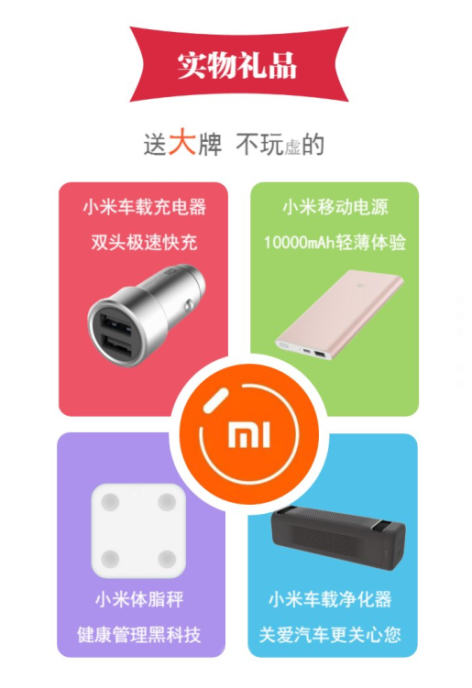 实物礼品
送大牌 不玩虚的
小米车载充电器
双头极速快充
小米移动电源
10000mAh轻薄体验
mi
小米体脂秤
健康管理黑科技
小米车载净化器
关爱汽车更关心您